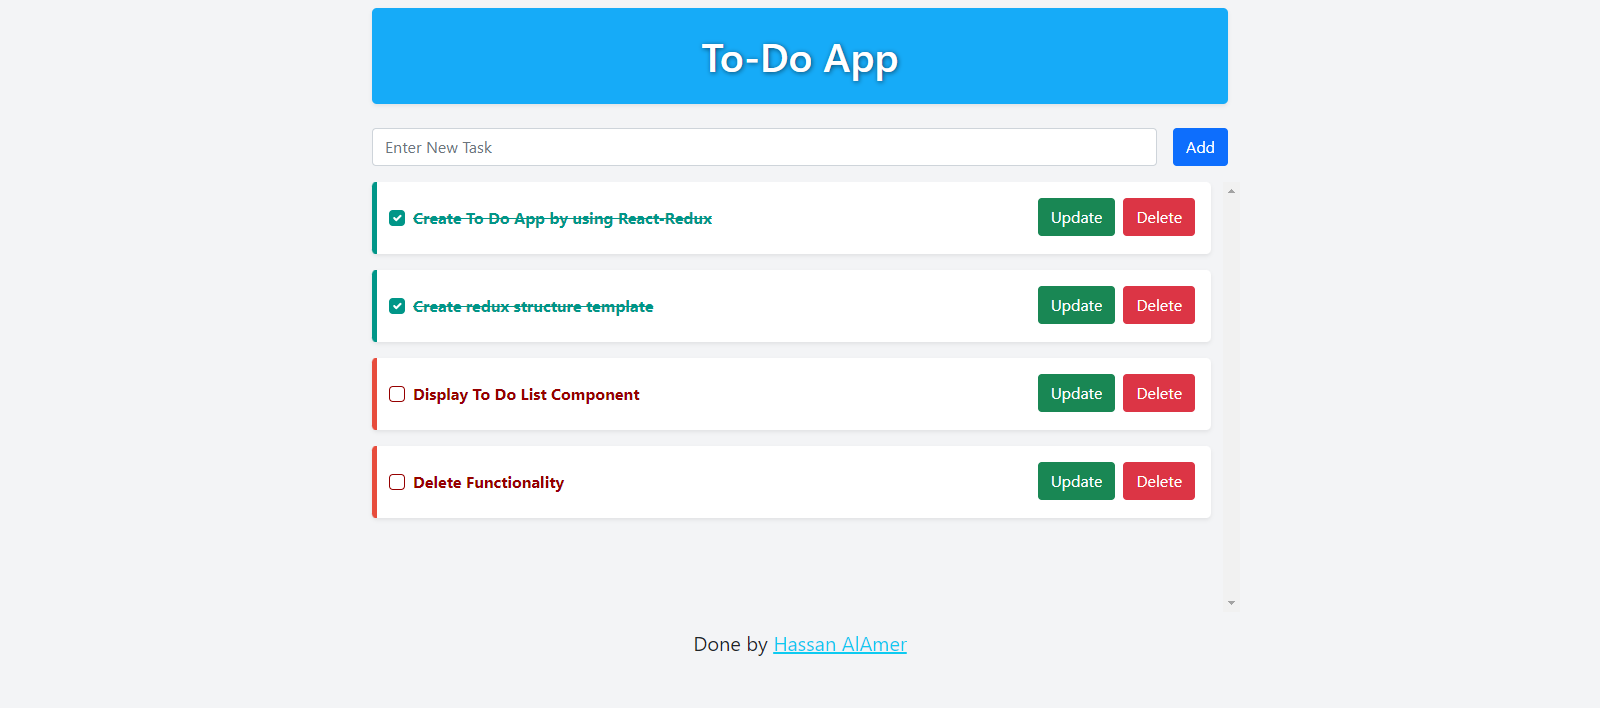 To-Do App
Enter New Task Add
Create To Do App by using React-Redux Update Delete
Create redux structure template Update Delete
Display To Do List Component Update Delete
Delete Functionality Update Delete
Done by Hassan AlAmer